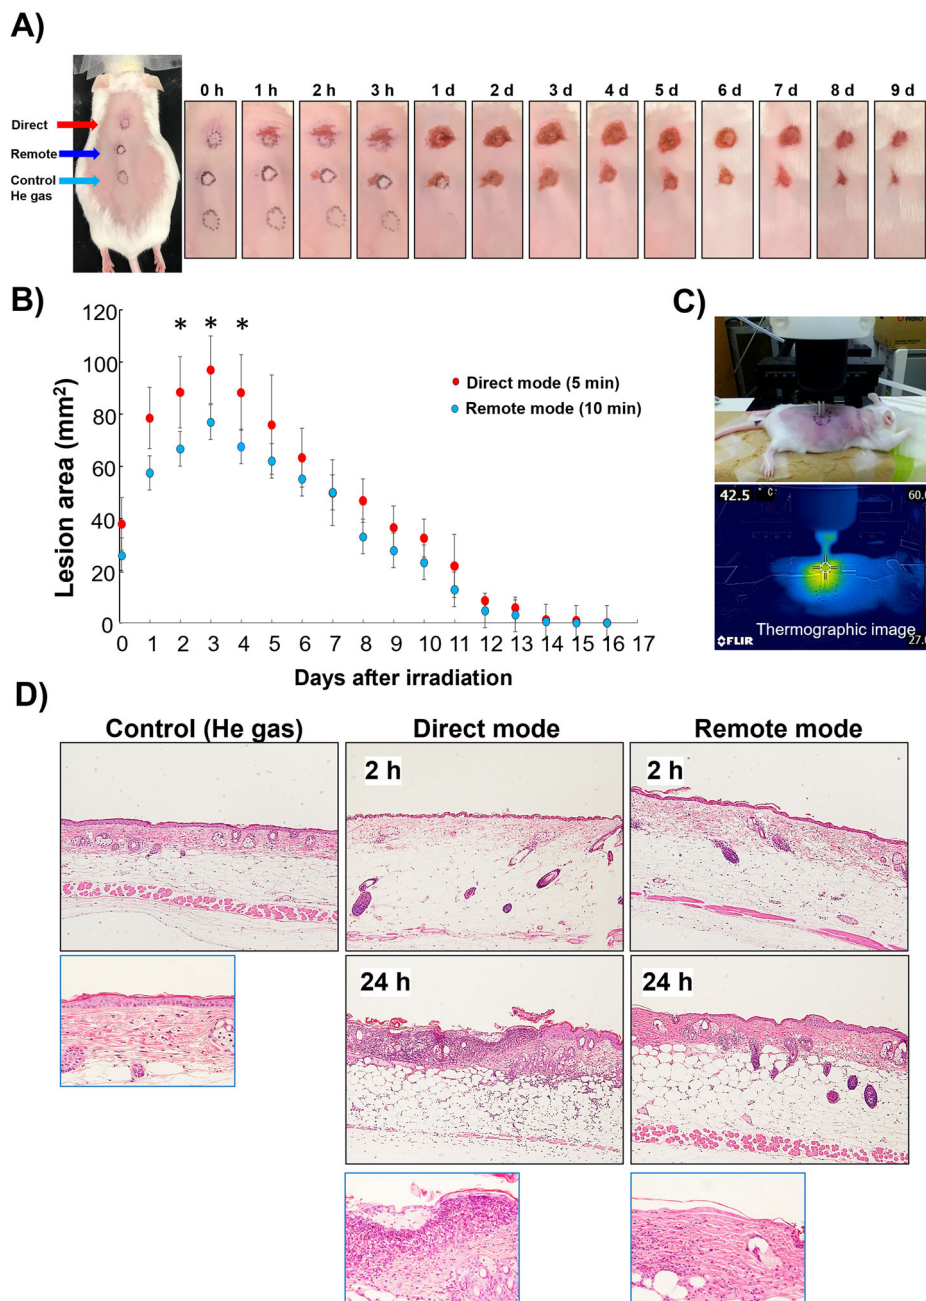 A)
0 h 1 h 2 h 3 h 1 d 2 d 3 d 4 d 5 d 6 d 7 d 8 d 9 d
Direct
Remote
Control
He gas
B)
120
100
80
60
40
20
0
Lesion area (mm²)
* * *
Direct mode (5 min)
Remote mode (10 min)
0 1 2 3 4 5 6 7 8 9 10 11 12 13 14 15 16 17
Days after irradiation
C)
42.5 °C
60.0
Thermographic image
FLIR
27.0
D)
Control (He gas)
Direct mode
Remote mode
2 h
2 h
24 h
24 h